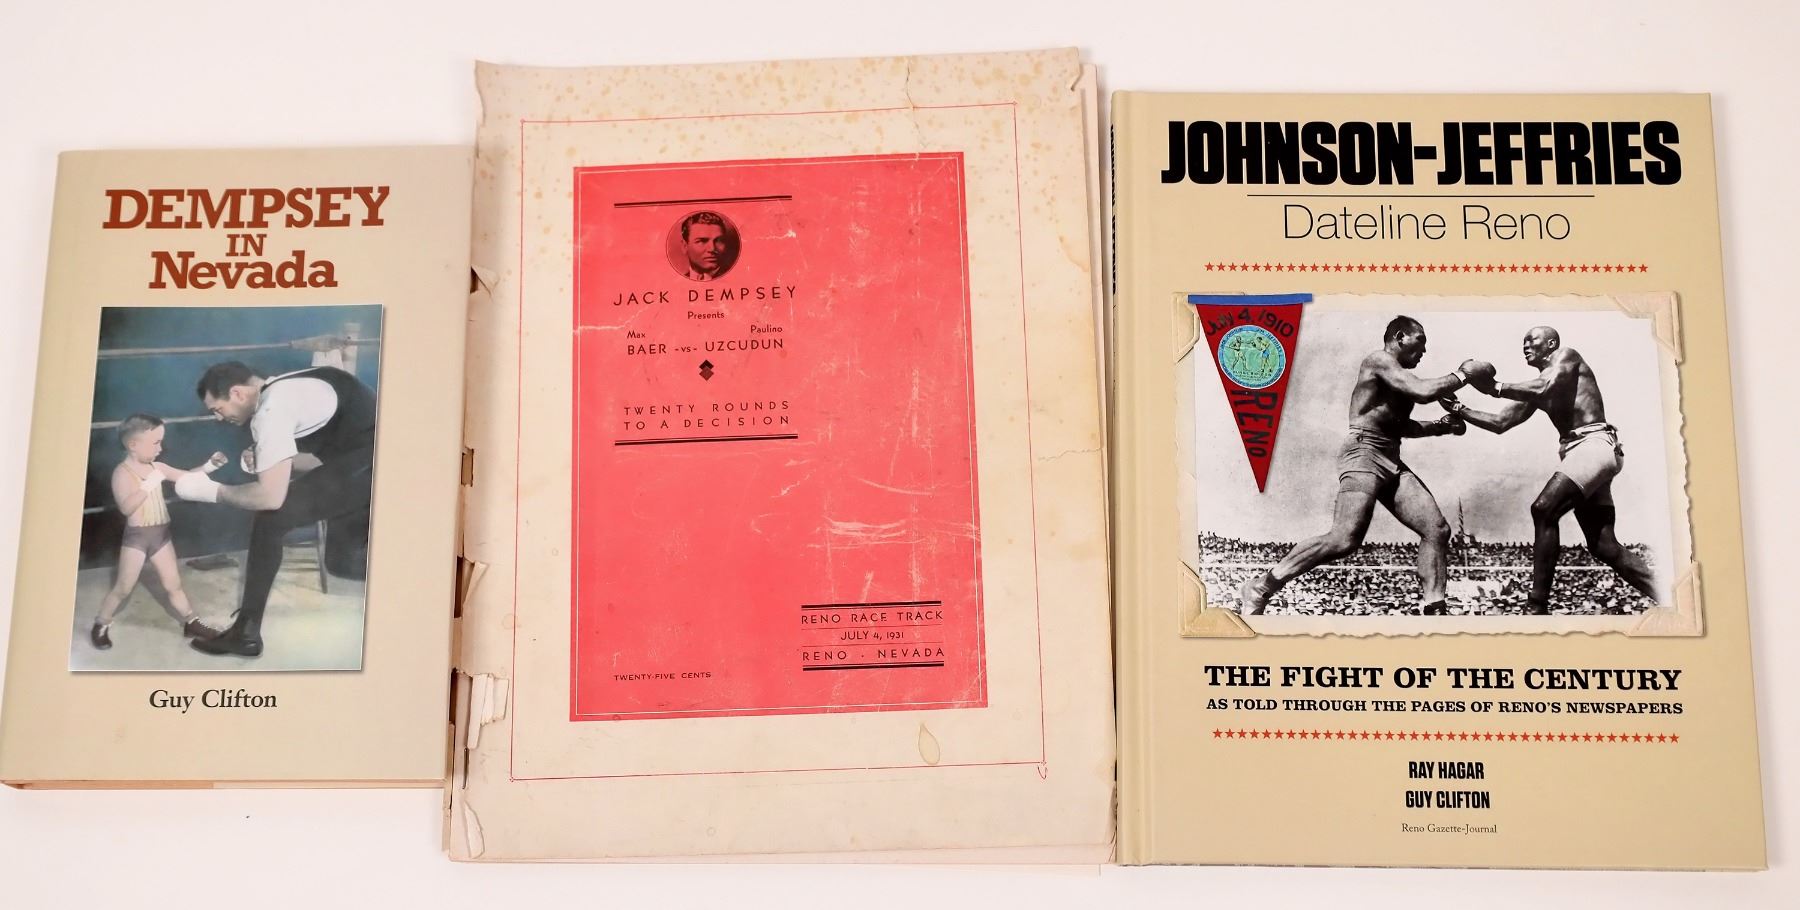 DEMPSEY
IN
Nevada
Guy Clifton
JACK DEMPSEY
Presents
Max Paulino
BAER -vs- UZCUDUN
TWENTY ROUNDS
TO A DECISION
RENO RACE TRACK
JULY 4, 1931
RENO · NEVADA
TWENTY-FIVE CENTS
JOHNSON-JEFFRIES
Dateline Reno
July 4, 1910
RENO
THE FIGHT OF THE CENTURY
AS TOLD THROUGH THE PAGES OF RENO'S NEWSPAPERS
RAY HAGAR
GUY CLIFTON
Reno Gazette-Journal